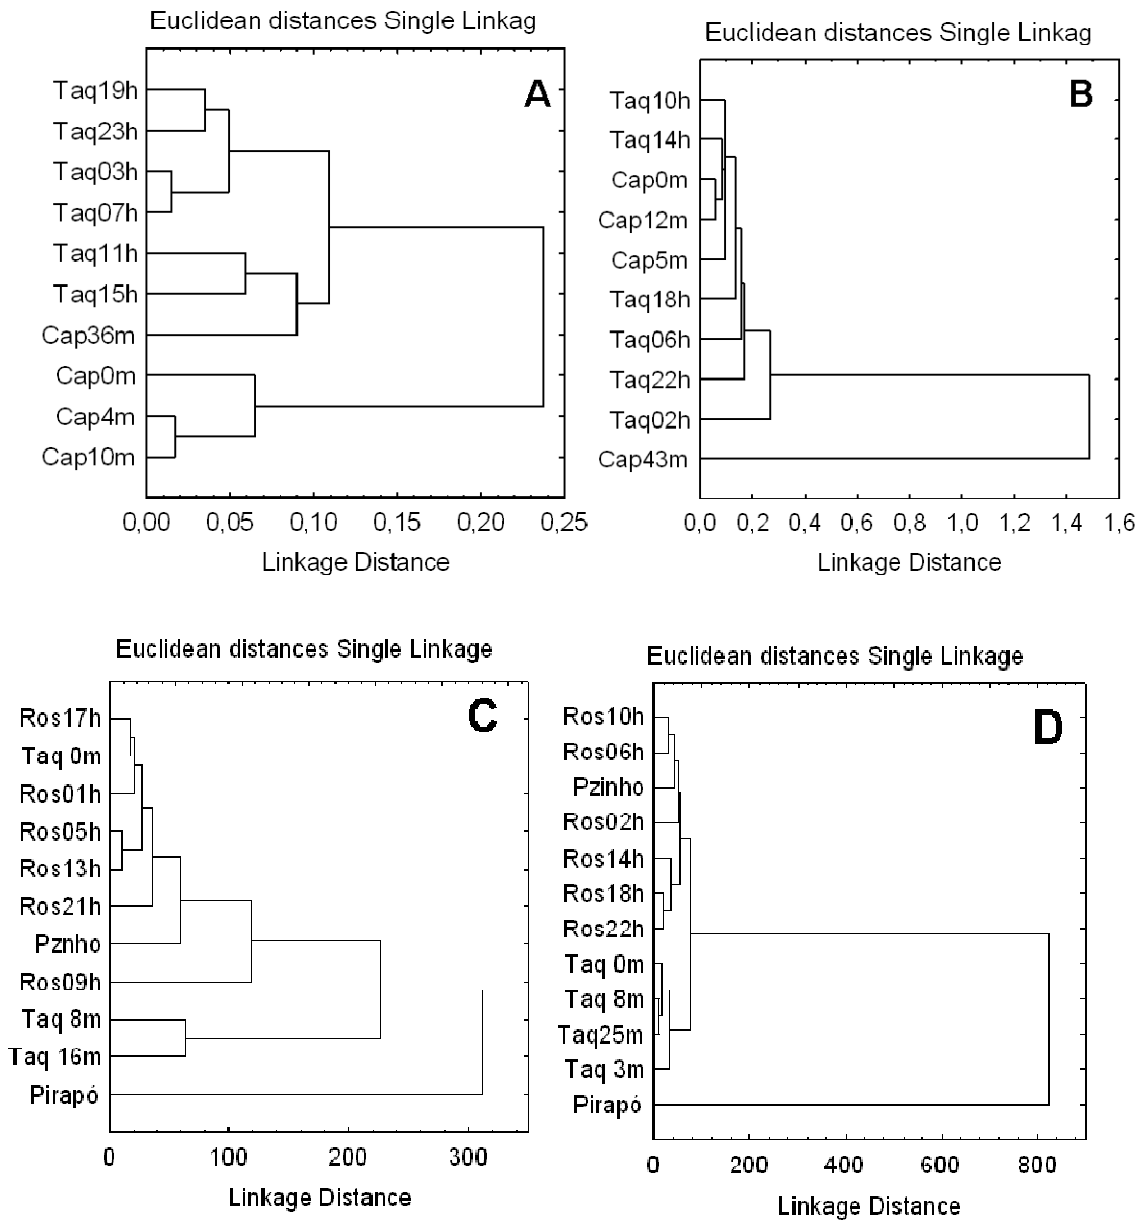 Euclidean distances Single Linkag
A
Taq19h
Taq23h
Taq03h
Taq07h
Taq11h
Taq15h
Cap36m
Cap0m
Cap4m
Cap10m
0,00 0,05 0,10 0,15 0,20 0,25
Linkage Distance
Euclidean distances Single Linkag
B
Taq10h
Taq14h
Cap0m
Cap12m
Cap5m
Taq18h
Taq06h
Taq22h
Taq02h
Cap43m
0,0 0,2 0,4 0,6 0,8 1,0 1,2 1,4 1,6
Linkage Distance
Euclidean distances Single Linkage
C
Ros17h
Taq 0m
Ros01h
Ros05h
Ros13h
Ros21h
Pznho
Ros09h
Taq 8m
Taq 16m
Pirapó
0 100 200 300
Linkage Distance
Euclidean distances Single Linkage
D
Ros10h
Ros06h
Pzinho
Ros02h
Ros14h
Ros18h
Ros22h
Taq 0m
Taq 8m
Taq25m
Taq 3m
Pirapó
0 200 400 600 800
Linkage Distance